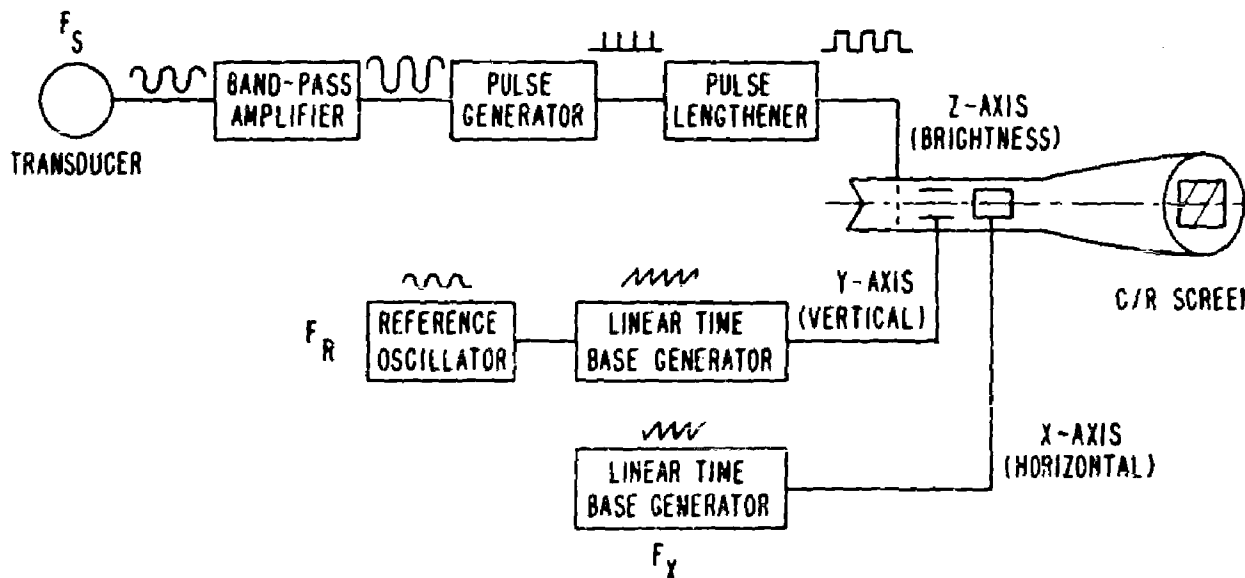 F
S
TRANSDUCER
BAND-PASS
AMPLIFIER
PULSE
GENERATOR
PULSE
LENGTHENER
Z-AXIS
(BRIGHTNESS)
C/R SCREEN
F
R
REFERENCE
OSCILLATOR
LINEAR TIME
BASE GENERATOR
Y-AXIS
(VERTICAL)
LINEAR TIME
BASE GENERATOR
X-AXIS
(HORIZONTAL)
F
X